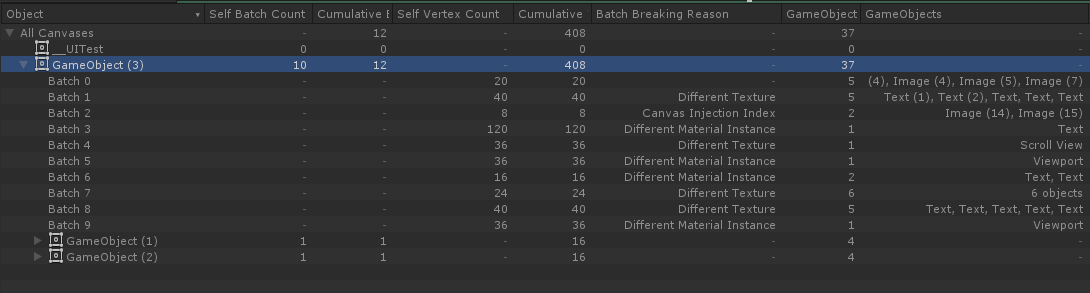 Object Self Batch Count Cumulative B Self Vertex Count Cumulative Batch Breaking Reason GameObject GameObjects
All Canvases - 12 - 408 - 37 -
__UITest 0 0 - 0 - 0 -
GameObject (3) 10 12 - 408 - 37 -
Batch 0 - - 20 20 5 (4), Image (4), Image (5), Image (7)
Batch 1 - - 40 40 Different Texture 5 Text (1), Text (2), Text, Text, Text
Batch 2 - - 8 8 Canvas Injection Index 2 Image (14), Image (15)
Batch 3 - - 120 120 Different Material Instance 1 Text
Batch 4 - - 36 36 Different Texture 1 Scroll View
Batch 5 - - 36 36 Different Material Instance 1 Viewport
Batch 6 - - 16 16 Different Material Instance 2 Text, Text
Batch 7 - - 24 24 Different Texture 6 6 objects
Batch 8 - - 40 40 Different Texture 5 Text, Text, Text, Text, Text
Batch 9 - - 36 36 Different Material Instance 1 Viewport
GameObject (1) 1 1 - 16 4 -
GameObject (2) 1 1 - 16 4 -